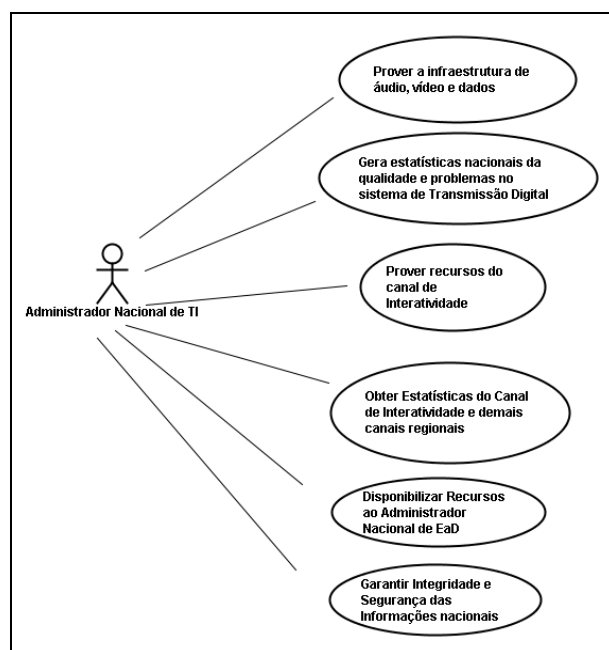 Prover a infraestrutura de
áudio, vídeo e dados
Gera estatísticas nacionais da
qualidade e problemas no
sistema de Transmissão Digital
Prover recursos do
canal de
Interatividade
Administrador Nacional de TI
Obter Estatísticas do Canal
de Interatividade e demais
canais regionais
Disponibilizar Recursos
ao Administrador
Nacional de EaD
Garantir Integridade e
Segurança das
Informações nacionais